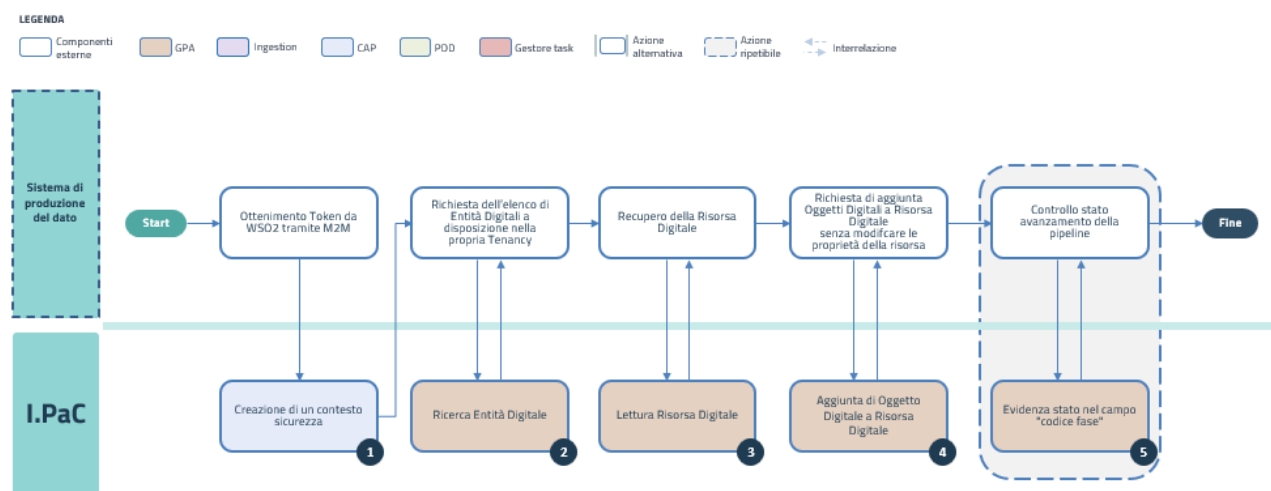 LEGENDA
Componenti
esterne
GPA
Ingestion
CAP
POD
Gestore task
Azione
alternativa
Azione
ripetibile
Interrelazione
Sistema di
produzione
del dato
Start
Ottenimento Token da
WSO2 tramite M2M
Richiesta dell'elenco di
Entità Digitali a
disposizione nella
propria Tenancy
Recupero della Risorsa
Digitale
Richiesta di aggiunta
Oggetti Digitali a Risorsa
Digitale
senza modifcare le
proprietà della risorsa
Controllo stato
avanzamento della
pipeline
Fine
I.PaC
Creazione di un contesto
sicurezza
1
Ricerca Entità Digitale
2
Lettura Risorsa Digitale
3
Aggiunta di Oggetto
Digitale a Risorsa
Digitale
4
Evidenza stato nel campo
"codice fase"
5